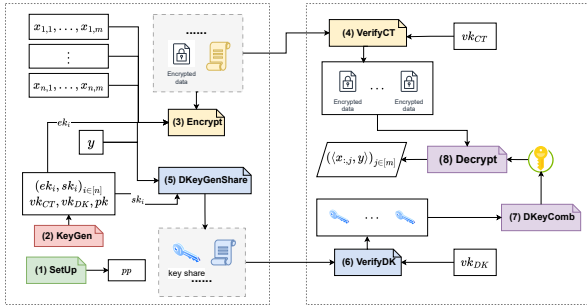 x_{1,1}, …, x_{1,m}
⋮
x_{n,1}, …, x_{n,m}
......
Encrypted
data
(3) Encrypt
ek_i
y
(5) DKeyGenShare
(ek_i, sk_i)_{i∈[n]}
vk_{CT}, vk_{DK}, pk
sk_i
(2) KeyGen
(1) SetUp
pp
......
key share
(4) VerifyCT
vk_{CT}
...
Encrypted
data
Encrypted
data
(⟨x_{:,j}, y⟩)_{j∈[m]}
(8) Decrypt
...
(7) DKeyComb
(6) VerifyDK
vk_{DK}